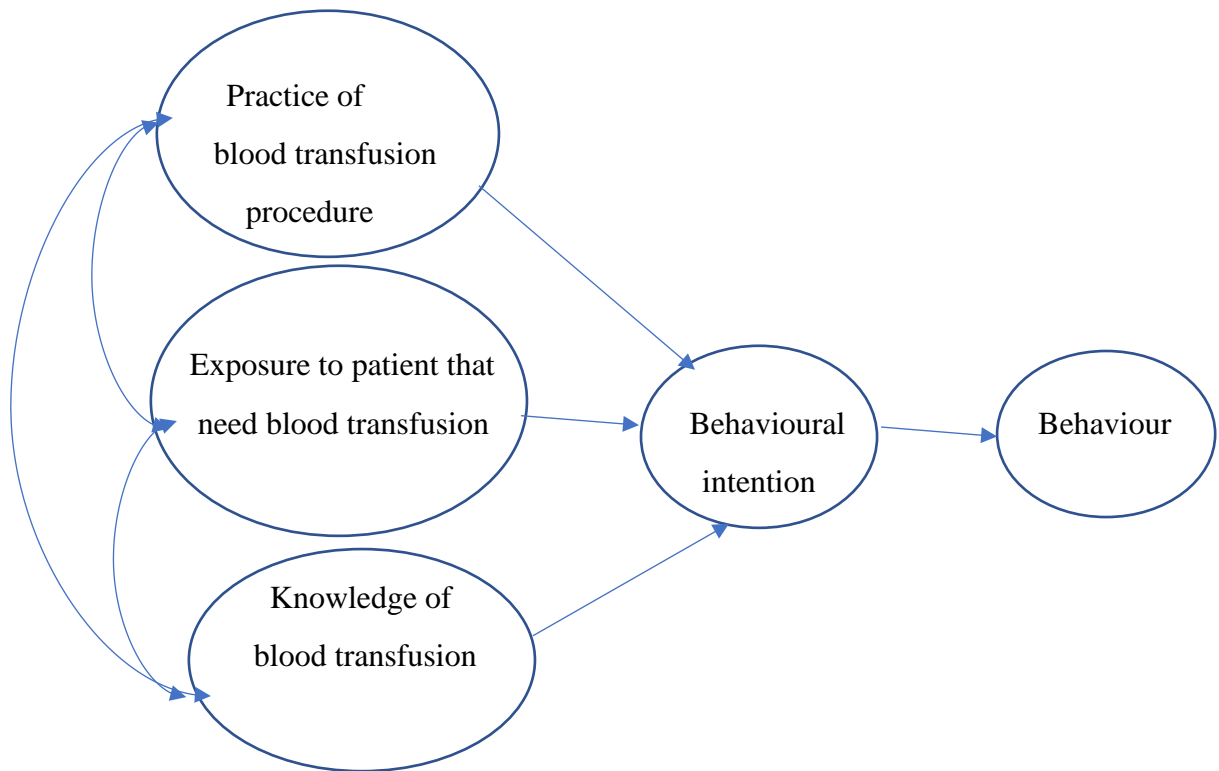 Practice of
blood transfusion
procedure
Exposure to patient that
need blood transfusion
Behavioural
intention
Behaviour
Knowledge of
blood transfusion